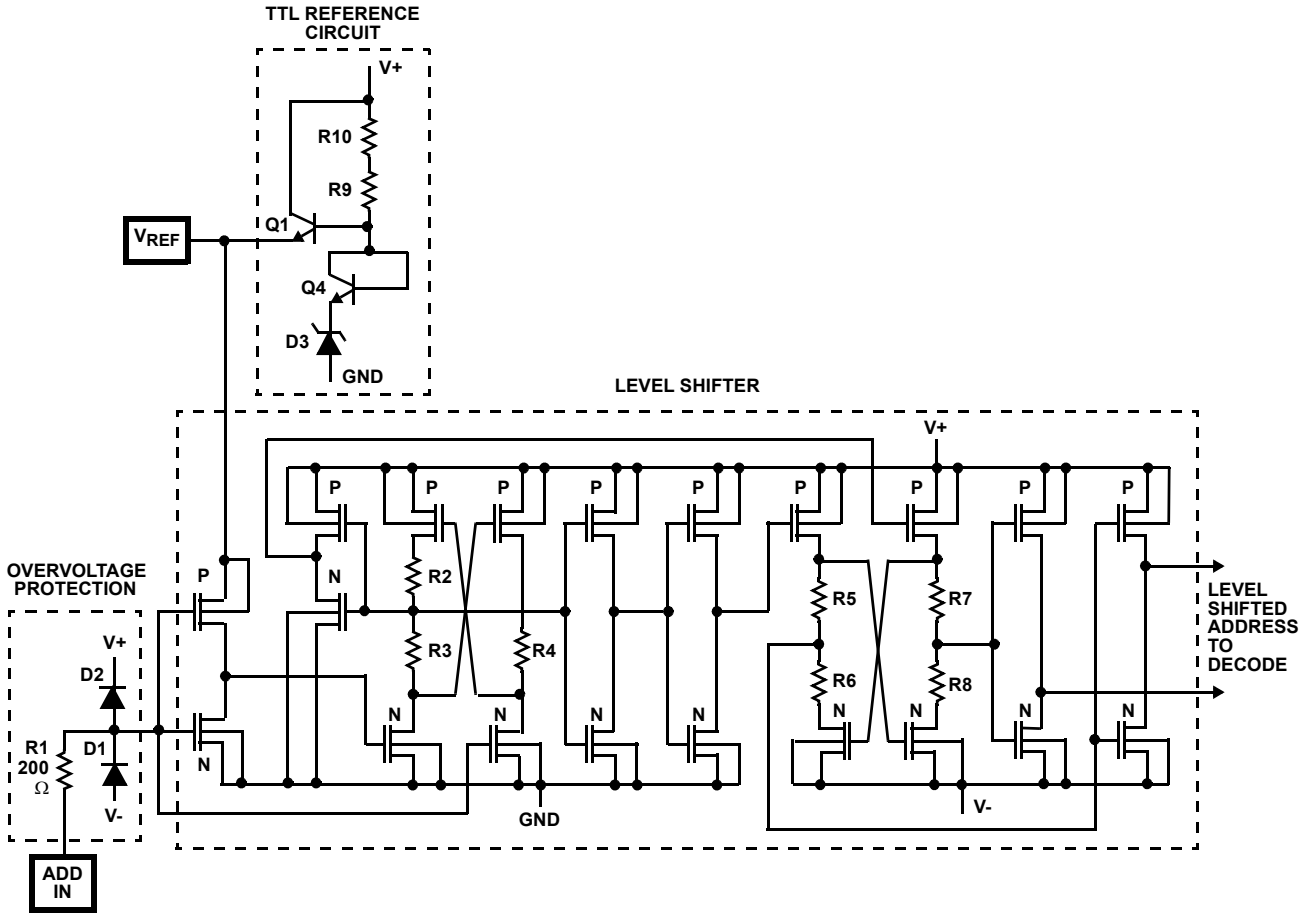 TTL REFERENCE
CIRCUIT
V+
R10
R9
Q1
VREF
Q4
D3
GND
LEVEL SHIFTER
V+
P
P
P
P
P
P
P
P
P
OVERVOLTAGE
PROTECTION
P
N
R2
R5
R7
LEVEL
SHIFTED
ADDRESS
TO
DECODE
V+
D2
R3
R4
R6
R8
N
N
N
N
N
N
N
N
R1
200
Ω
D1
N
V-
GND
V-
ADD
IN